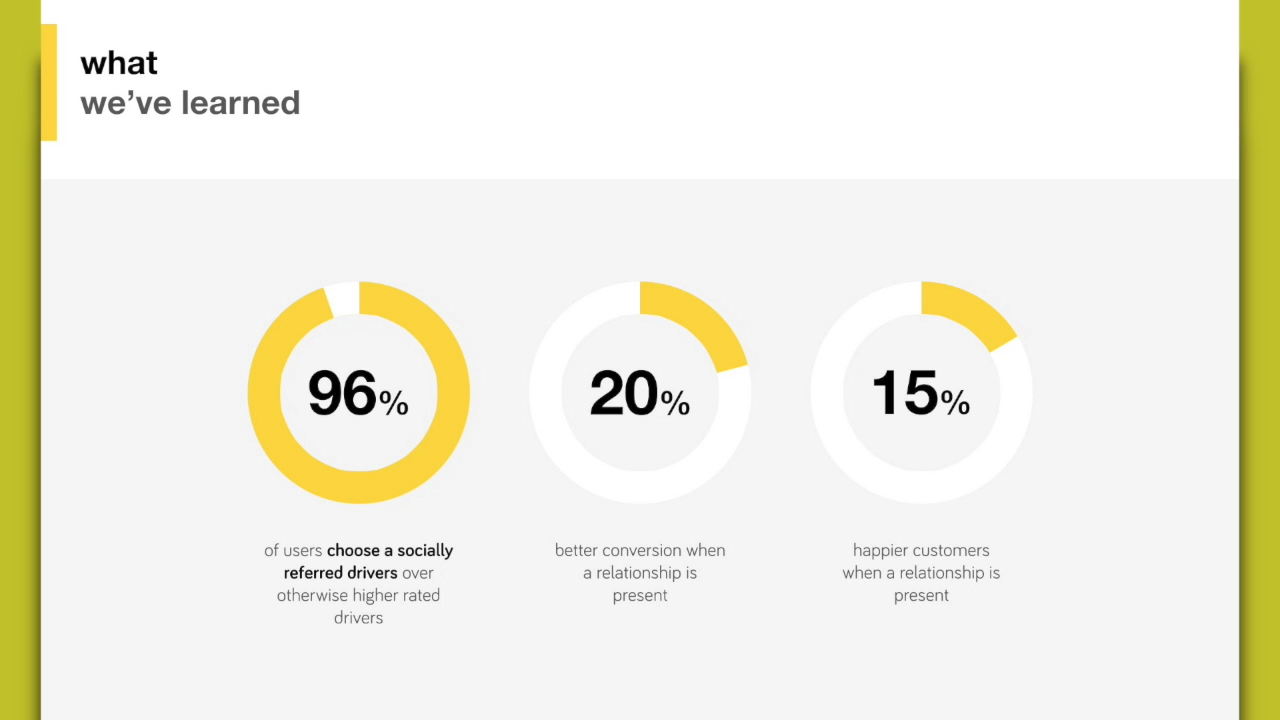 what
we’ve learned
96%
of users choose a socially
referred drivers over
otherwise higher rated
drivers
20%
better conversion when
a relationship is
present
15%
happier customers
when a relationship is
present